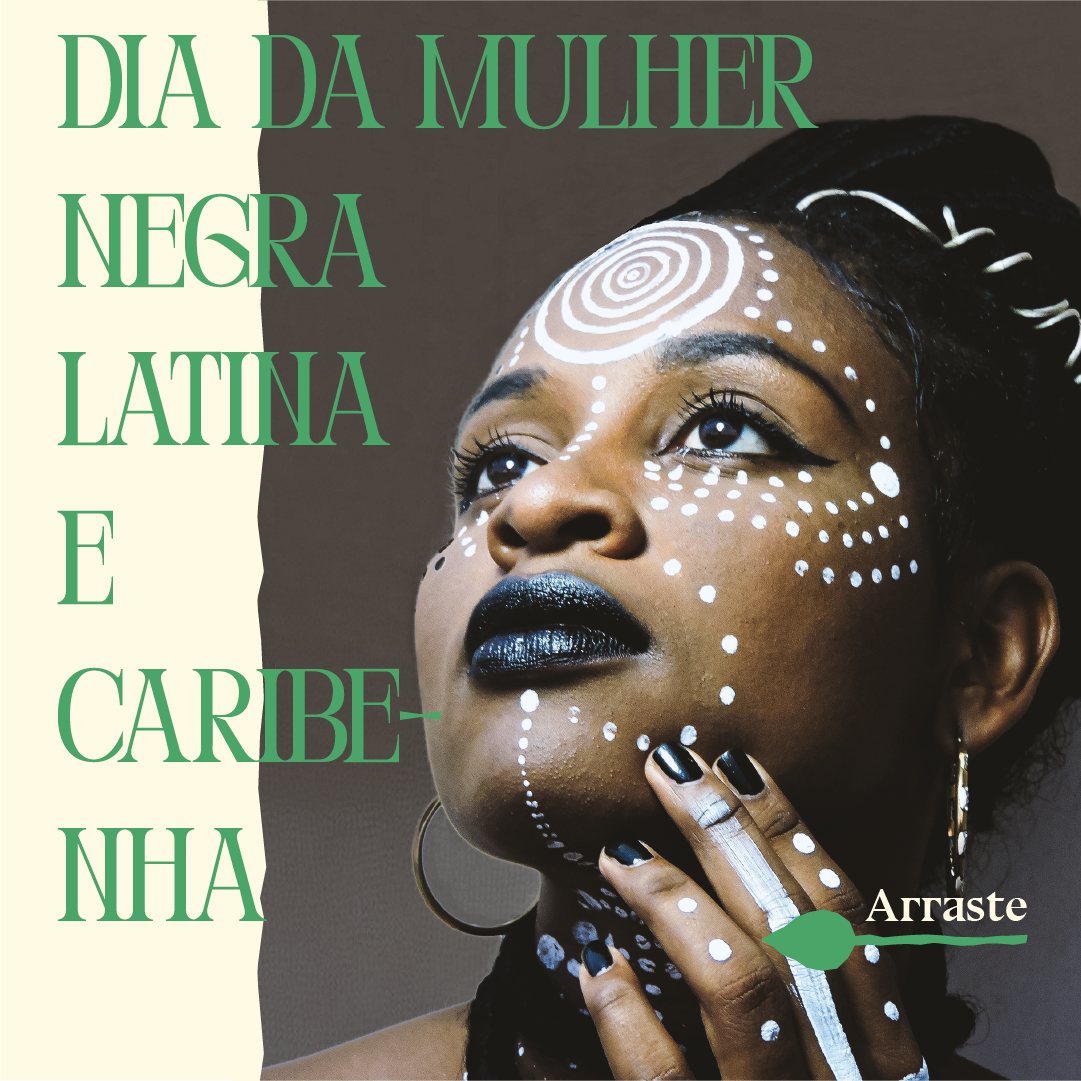 DIA DA MULHER
NEGRA
LATINA
E
CARIBE-
NHA
Arraste